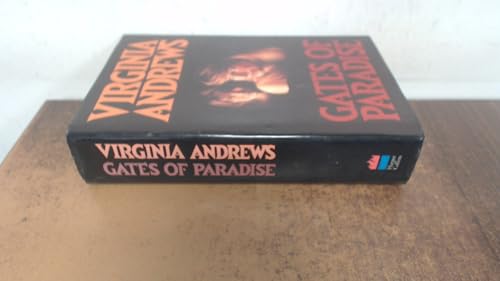 VIRGINIA
ANDREWS
GATES OF
PARADISE
VIRGINIA ANDREWS
GATES OF PARADISE